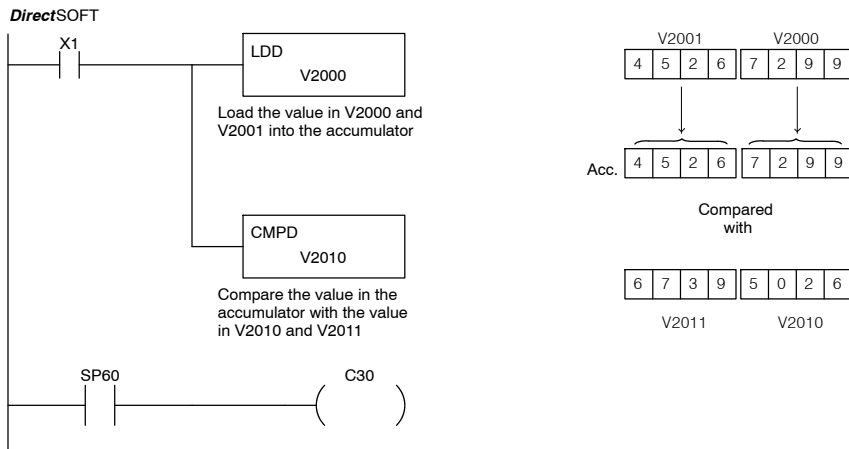 DirectSOFT
X1
LDD
V2000
Load the value in V2000 and
V2001 into the accumulator
CMPD
V2010
Compare the value in the
accumulator with the value
in V2010 and V2011
SP60
C30
V2001 V2000
4 5 2 6 7 2 9 9
Acc. 4 5 2 6 7 2 9 9
Compared
with
6 7 3 9 5 0 2 6
V2011 V2010